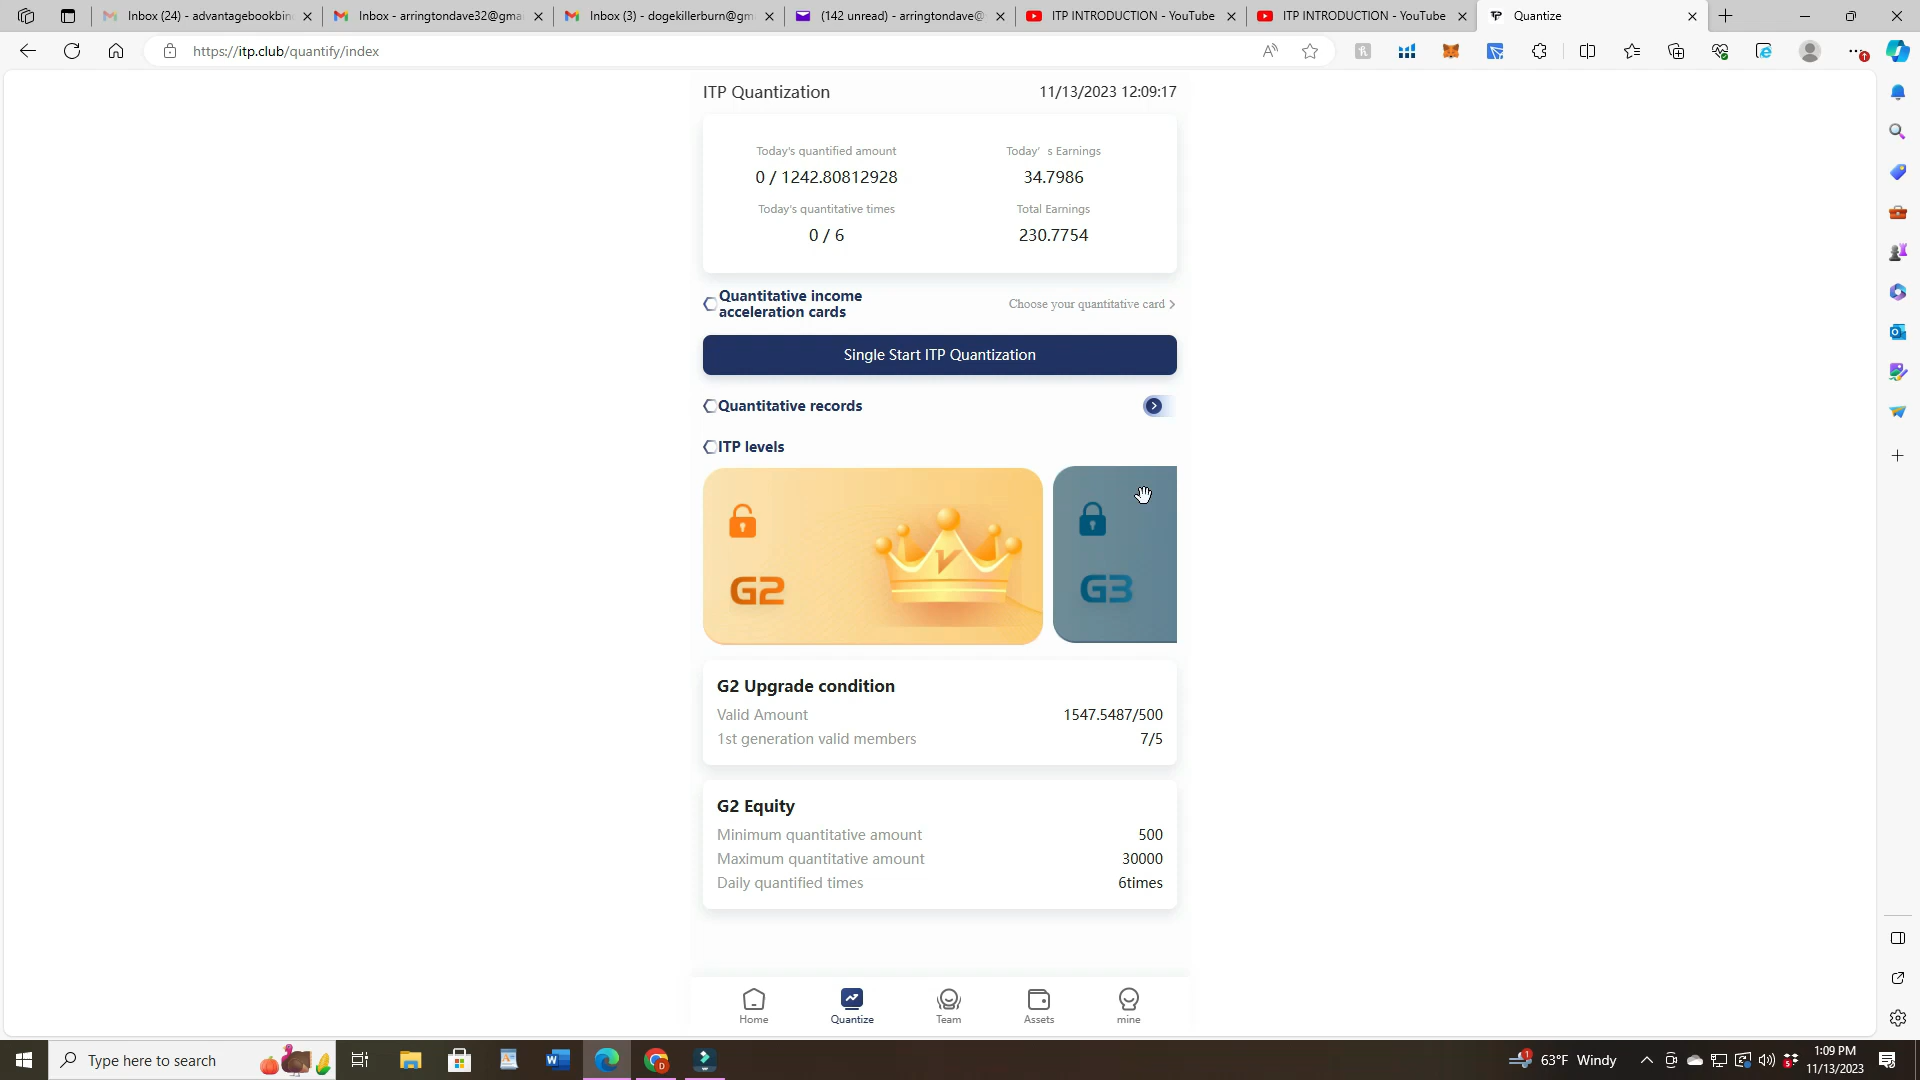 Inbox (24) - advantagebookbin
Inbox - arringtondave32@gma
Inbox (3) - dogekillerburn@gm
(142 unread) - arringtondave@
ITP INTRODUCTION - YouTube
ITP INTRODUCTION - YouTube
Quantize
https://itp.club/quantify/index
ITP Quantization
11/13/2023 12:09:17
Today's quantified amount
Today' s Earnings
0 / 1242.80812928
34.7986
Today's quantitative times
Total Earnings
0 / 6
230.7754
Quantitative income
acceleration cards
Choose your quantitative card >
Single Start ITP Quantization
Quantitative records
ITP levels
G2
G3
G2 Upgrade condition
Valid Amount 1547.5487/500
1st generation valid members 7/5
G2 Equity
Minimum quantitative amount 500
Maximum quantitative amount 30000
Daily quantified times 6times
Home
Quantize
Team
Assets
mine
Type here to search
63°F Windy
1:09 PM
11/13/2023